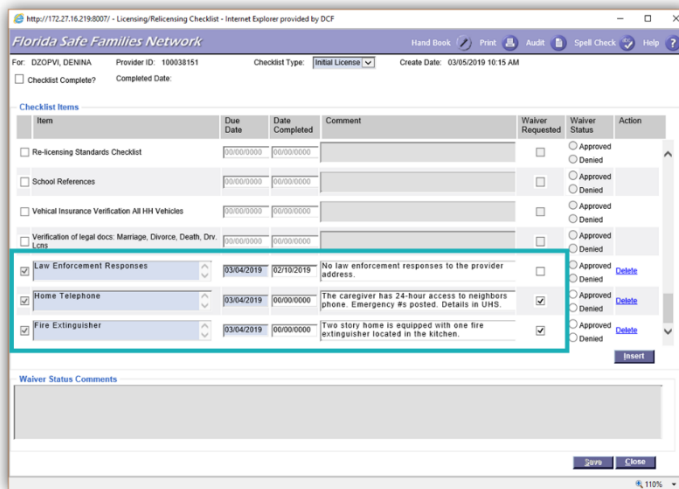 http://172.27.16.219:8007/ - Licensing/Relicensing Checklist - Internet Explorer provided by DCF
Florida Safe Families Network Hand Book Print Audit Spell Check Help ?
For: DZOPVI, DENINA Provider ID: 100038151 Checklist Type: Initial License Create Date: 03/05/2019 10:15 AM
Checklist Complete? Completed Date:
Checklist Items
Item Due Date Date Completed Comment Waiver Requested Waiver Status Action
Re-licensing Standards Checklist 00/00/0000 00/00/0000 Approved
Denied
School References 00/00/0000 00/00/0000 Approved
Denied
Vehical Insurance Verification All HH Vehicles 00/00/0000 00/00/0000 Approved
Denied
Verification of legal docs: Marriage, Divorce, Death, Drv. 00/00/0000 00/00/0000 Approved
Lcns Denied
Law Enforcement Responses 03/04/2019 02/10/2019 No law enforcement responses to the provider Approved Delete
address. Denied
Home Telephone 03/04/2019 00/00/0000 The caregiver has 24-hour access to neighbors Approved Delete
phone. Emergency #s posted. Details in UHS. Denied
Fire Extinguisher 03/04/2019 00/00/0000 Two story home is equipped with one fire Approved Delete
extinguisher located in the kitchen. Denied
Insert
Waiver Status Comments
Save Close
110%